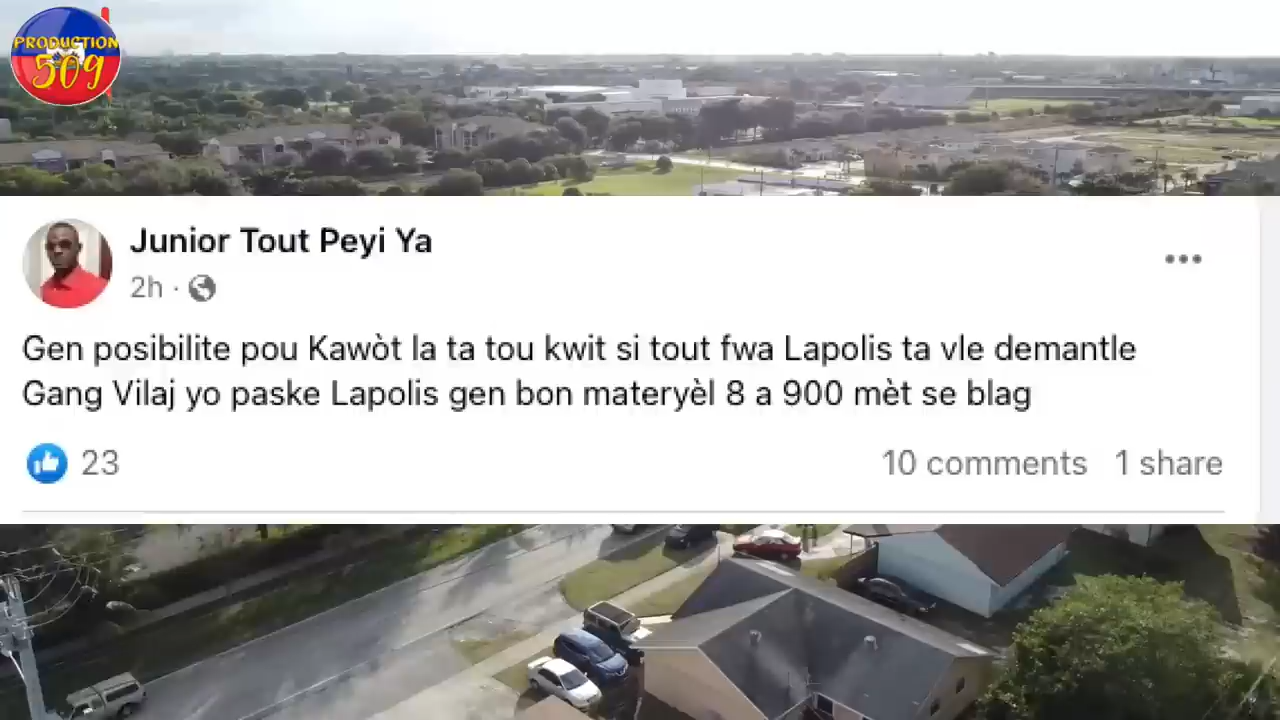 PRODUCTION
509
Junior Tout Peyi Ya
2h ·
Gen posibilite pou Kawòt la ta tou kwit si tout fwa Lapolis ta vle demantle
Gang Vilaj yo paske Lapolis gen bon materyèl 8 a 900 mèt se blag
23
10 comments 1 share